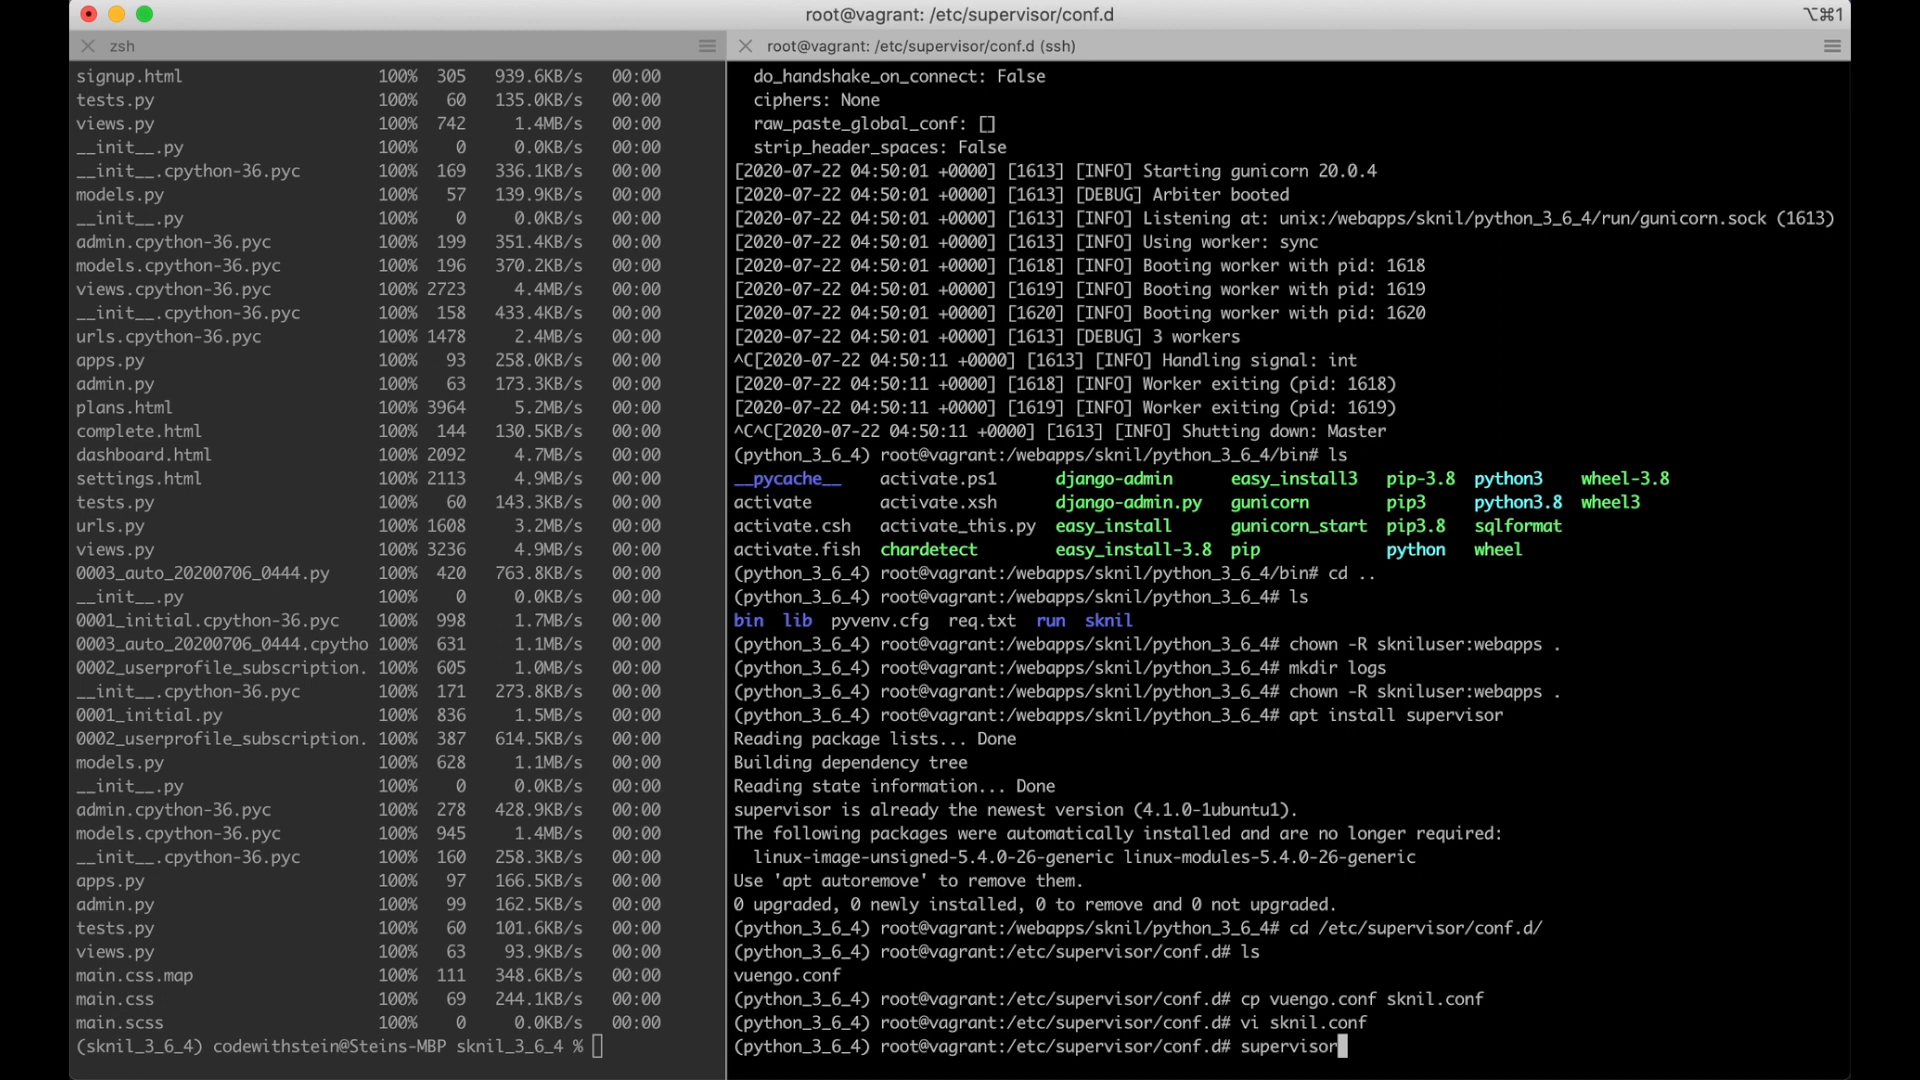 root@vagrant: /etc/supervisor/conf.d
⌥⌘1
zsh
signup.html 100% 305 939.6KB/s 00:00
tests.py 100% 60 135.0KB/s 00:00
views.py 100% 742 1.4MB/s 00:00
__init__.py 100% 0 0.0KB/s 00:00
__init__.cpython-36.pyc 100% 169 336.1KB/s 00:00
models.py 100% 57 139.9KB/s 00:00
__init__.py 100% 0 0.0KB/s 00:00
admin.cpython-36.pyc 100% 199 351.4KB/s 00:00
models.cpython-36.pyc 100% 196 370.2KB/s 00:00
views.cpython-36.pyc 100% 2723 4.4MB/s 00:00
__init__.cpython-36.pyc 100% 158 433.4KB/s 00:00
urls.cpython-36.pyc 100% 1478 2.4MB/s 00:00
apps.py 100% 93 258.0KB/s 00:00
admin.py 100% 63 173.3KB/s 00:00
plans.html 100% 3964 5.2MB/s 00:00
complete.html 100% 144 130.5KB/s 00:00
dashboard.html 100% 2092 4.7MB/s 00:00
settings.html 100% 2113 4.9MB/s 00:00
tests.py 100% 60 143.3KB/s 00:00
urls.py 100% 1608 3.2MB/s 00:00
views.py 100% 3236 4.9MB/s 00:00
0003_auto_20200706_0444.py 100% 420 763.8KB/s 00:00
__init__.py 100% 0 0.0KB/s 00:00
0001_initial.cpython-36.pyc 100% 998 1.7MB/s 00:00
0003_auto_20200706_0444.cpytho 100% 631 1.1MB/s 00:00
0002_userprofile_subscription. 100% 605 1.0MB/s 00:00
__init__.cpython-36.pyc 100% 171 273.8KB/s 00:00
0001_initial.py 100% 836 1.5MB/s 00:00
0002_userprofile_subscription. 100% 387 614.5KB/s 00:00
models.py 100% 628 1.1MB/s 00:00
__init__.py 100% 0 0.0KB/s 00:00
admin.cpython-36.pyc 100% 278 428.9KB/s 00:00
models.cpython-36.pyc 100% 945 1.4MB/s 00:00
__init__.cpython-36.pyc 100% 160 258.3KB/s 00:00
apps.py 100% 97 166.5KB/s 00:00
admin.py 100% 99 162.5KB/s 00:00
tests.py 100% 60 101.6KB/s 00:00
views.py 100% 63 93.9KB/s 00:00
main.css.map 100% 111 348.6KB/s 00:00
main.css 100% 69 244.1KB/s 00:00
main.scss 100% 0 0.0KB/s 00:00
(sknil_3_6_4) codewithstein@Steins-MBP sknil_3_6_4 %
root@vagrant: /etc/supervisor/conf.d (ssh)
do_handshake_on_connect: False
ciphers: None
raw_paste_global_conf: []
strip_header_spaces: False
[2020-07-22 04:50:01 +0000] [1613] [INFO] Starting gunicorn 20.0.4
[2020-07-22 04:50:01 +0000] [1613] [DEBUG] Arbiter booted
[2020-07-22 04:50:01 +0000] [1613] [INFO] Listening at: unix:/webapps/sknil/python_3_6_4/run/gunicorn.sock (1613)
[2020-07-22 04:50:01 +0000] [1613] [INFO] Using worker: sync
[2020-07-22 04:50:01 +0000] [1618] [INFO] Booting worker with pid: 1618
[2020-07-22 04:50:01 +0000] [1619] [INFO] Booting worker with pid: 1619
[2020-07-22 04:50:01 +0000] [1620] [INFO] Booting worker with pid: 1620
[2020-07-22 04:50:01 +0000] [1613] [DEBUG] 3 workers
^C[2020-07-22 04:50:11 +0000] [1613] [INFO] Handling signal: int
[2020-07-22 04:50:11 +0000] [1618] [INFO] Worker exiting (pid: 1618)
[2020-07-22 04:50:11 +0000] [1619] [INFO] Worker exiting (pid: 1619)
^C^C[2020-07-22 04:50:11 +0000] [1613] [INFO] Shutting down: Master
(python_3_6_4) root@vagrant:/webapps/sknil/python_3_6_4/bin# ls
__pycache__ activate.ps1 django-admin easy_install3 pip-3.8 python3 wheel-3.8
activate activate.xsh django-admin.py gunicorn pip3 python3.8 wheel3
activate.csh activate_this.py easy_install gunicorn_start pip3.8 sqlformat
activate.fish chardetect easy_install-3.8 pip python wheel
(python_3_6_4) root@vagrant:/webapps/sknil/python_3_6_4/bin# cd ..
(python_3_6_4) root@vagrant:/webapps/sknil/python_3_6_4# ls
bin lib pyvenv.cfg req.txt run sknil
(python_3_6_4) root@vagrant:/webapps/sknil/python_3_6_4# chown -R skniluser:webapps .
(python_3_6_4) root@vagrant:/webapps/sknil/python_3_6_4# mkdir logs
(python_3_6_4) root@vagrant:/webapps/sknil/python_3_6_4# chown -R skniluser:webapps .
(python_3_6_4) root@vagrant:/webapps/sknil/python_3_6_4# apt install supervisor
Reading package lists... Done
Building dependency tree
Reading state information... Done
supervisor is already the newest version (4.1.0-1ubuntu1).
The following packages were automatically installed and are no longer required:
linux-image-unsigned-5.4.0-26-generic linux-modules-5.4.0-26-generic
Use 'apt autoremove' to remove them.
0 upgraded, 0 newly installed, 0 to remove and 0 not upgraded.
(python_3_6_4) root@vagrant:/webapps/sknil/python_3_6_4# cd /etc/supervisor/conf.d/
(python_3_6_4) root@vagrant:/etc/supervisor/conf.d# ls
vuengo.conf
(python_3_6_4) root@vagrant:/etc/supervisor/conf.d# cp vuengo.conf sknil.conf
(python_3_6_4) root@vagrant:/etc/supervisor/conf.d# vi sknil.conf
(python_3_6_4) root@vagrant:/etc/supervisor/conf.d# supervisor